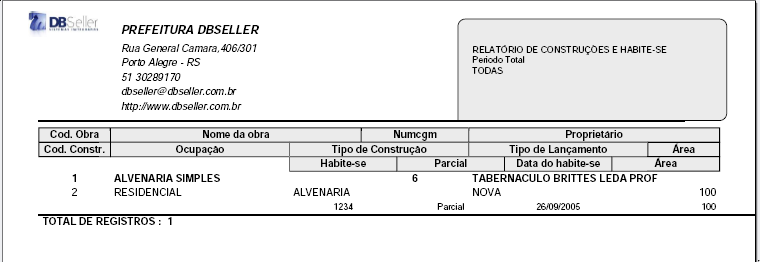 DBSeller
PREFEITURA DBSELLER
Rua General Camara,406/301
Porto Alegre - RS
51 30289170
dbseller@dbseller.com.br
http://www.dbseller.com.br
RELATÓRIO DE CONSTRUÇÕES E HABITE-SE
Periodo Total
TODAS
Cod. Obra Nome da obra Numcgm Proprietário
Cod. Constr. Ocupação Tipo de Construção Tipo de Lançamento Área
Habite-se Parcial Data do habite-se Área
1 ALVENARIA SIMPLES 6 TABERNACULO BRITTES LEDA PROF
2 RESIDENCIAL ALVENARIA NOVA 100
1234 Parcial 26/09/2005 100
TOTAL DE REGISTROS : 1